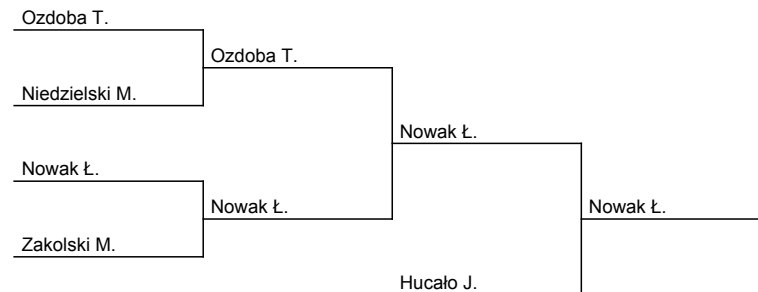 Ozdoba T.
Ozdoba T.
Niedzielski M.
Nowak Ł.
Nowak Ł.
Nowak Ł.
Nowak Ł.
Zakolski M.
Hucało J.